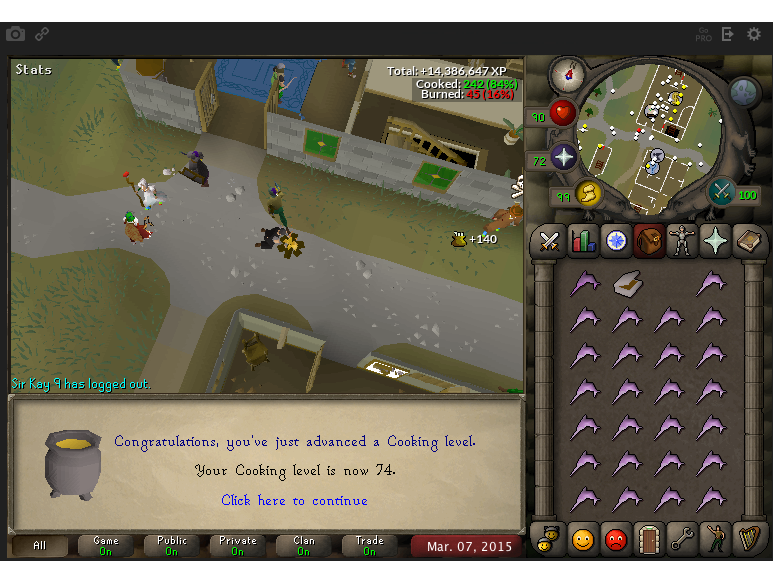 Go
PRO
Stats
Total: +14,386,647 XP
Cooked: 242 (84%)
Burned: 45 (16%)
90
72
99
100
+140
Sir Kay 9 has logged out.
Congratulations, you've just advanced a Cooking level.
Your Cooking level is now 74.
Click here to continue
All
Game
On
Public
On
Private
On
Clan
On
Trade
On
Mar. 07, 2015